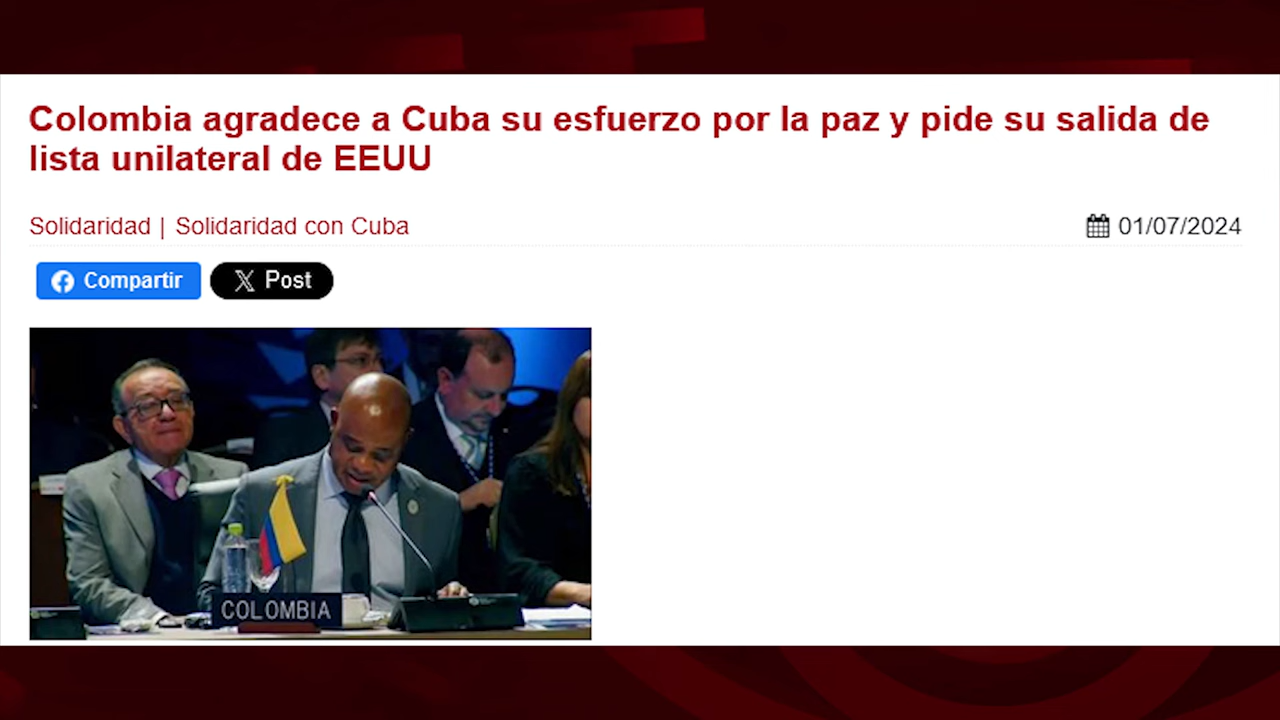 Colombia agradece a Cuba su esfuerzo por la paz y pide su salida de
lista unilateral de EEUU
Solidaridad | Solidaridad con Cuba
01/07/2024
Compartir
Post
COLOMBIA